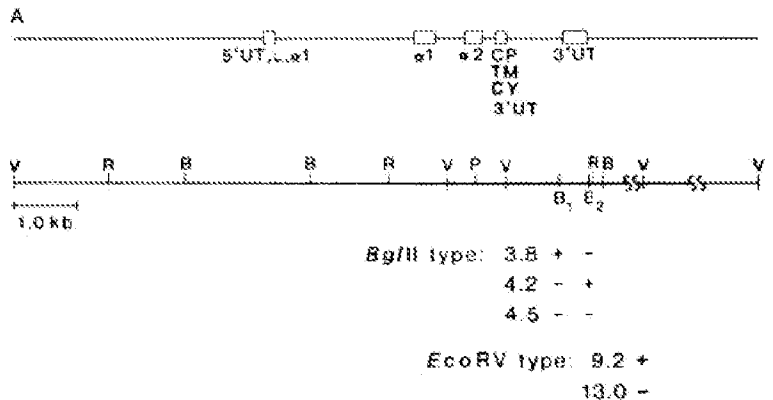 A
5'UT,L,α1 α1 α2 CP 3'UT
TM
CY
3'UT
V R B B R V P V R B V V
B1 B2
1.0 kb
BglII type: 3.8 + -
4.2 - +
4.5 - -
EcoRV type: 9.2 +
13.0 -